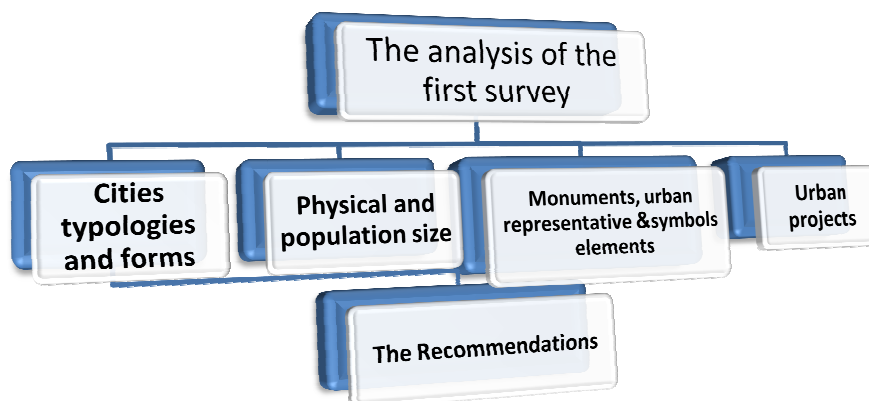 The analysis of the
first survey
Cities
typologies
and forms
Physical and
population size
Monuments, urban
representative &symbols
elements
Urban
projects
The Recommendations